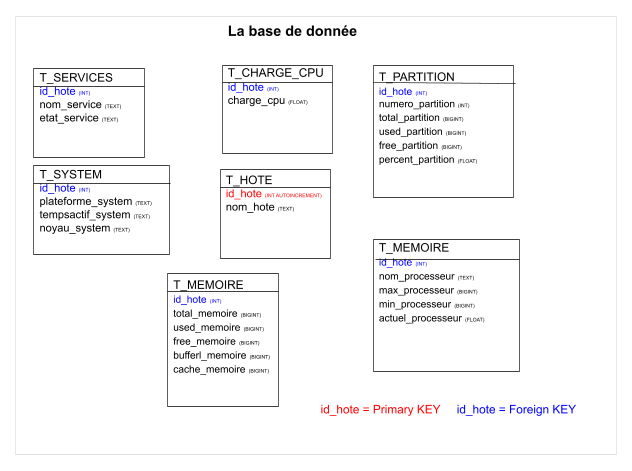 La base de donnée
T_SERVICES
id_hote (INT)
nom_service (TEXT)
etat_service (TEXT)
T_CHARGE_CPU
id_hote (INT)
charge_cpu (FLOAT)
T_PARTITION
id_hote (INT)
numero_partition (INT)
total_partition (BIGINT)
used_partition (BIGINT)
free_partition (BIGINT)
percent_partition (FLOAT)
T_SYSTEM
id_hote (INT)
plateforme_system (TEXT)
tempsactif_system (TEXT)
noyau_system (TEXT)
T_HOTE
id_hote (INT AUTOINCREMENT)
nom_hote (TEXT)
T_MEMOIRE
id_hote (INT)
nom_processeur (TEXT)
max_processeur (BIGINT)
min_processeur (BIGINT)
actuel_processeur (FLOAT)
T_MEMOIRE
id_hote (INT)
total_memoire (BIGINT)
used_memoire (BIGINT)
free_memoire (BIGINT)
bufferl_memoire (BIGINT)
cache_memoire (BIGINT)
id_hote = Primary KEY
id_hote = Foreign KEY